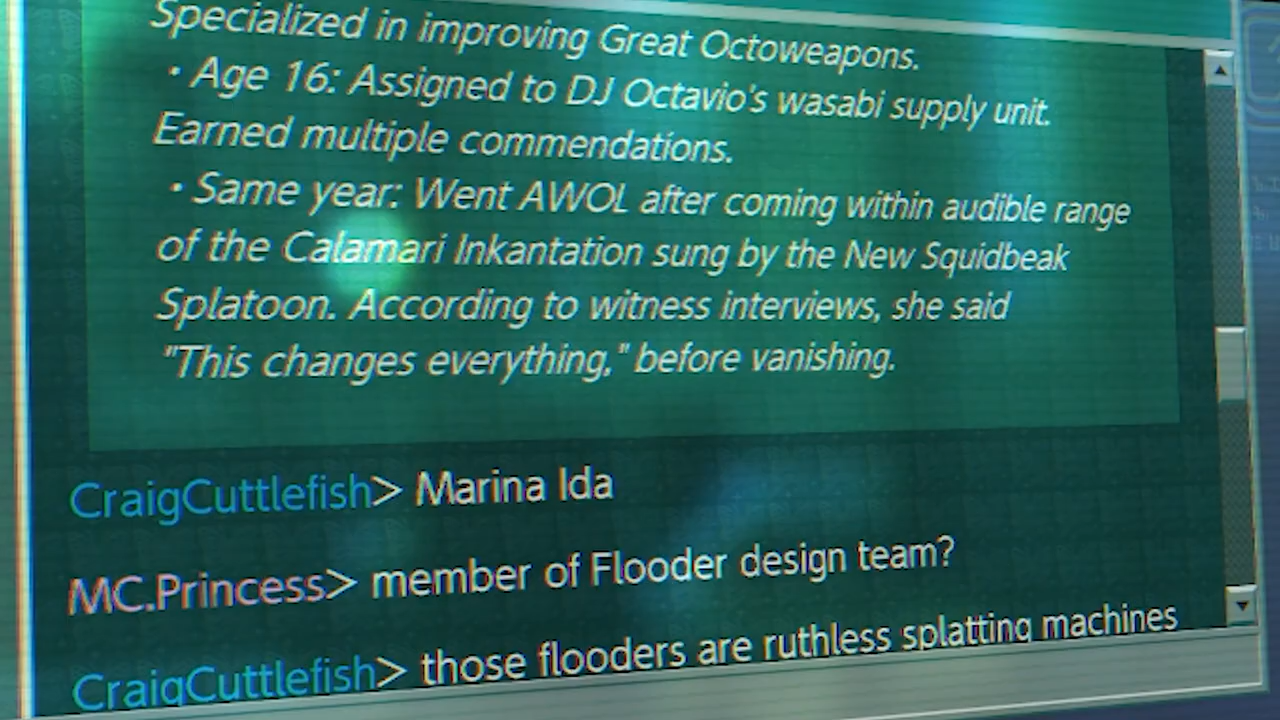 Specialized in improving Great Octoweapons.
• Age 16: Assigned to DJ Octavio's wasabi supply unit.
Earned multiple commendations.
• Same year: Went AWOL after coming within audible range
of the Calamari Inkantation sung by the New Squidbeak
Splatoon. According to witness interviews, she said
"This changes everything," before vanishing.
CraigCuttlefish> Marina Ida
MC.Princess> member of Flooder design team?
CraigCuttlefish> those flooders are ruthless splatting machines